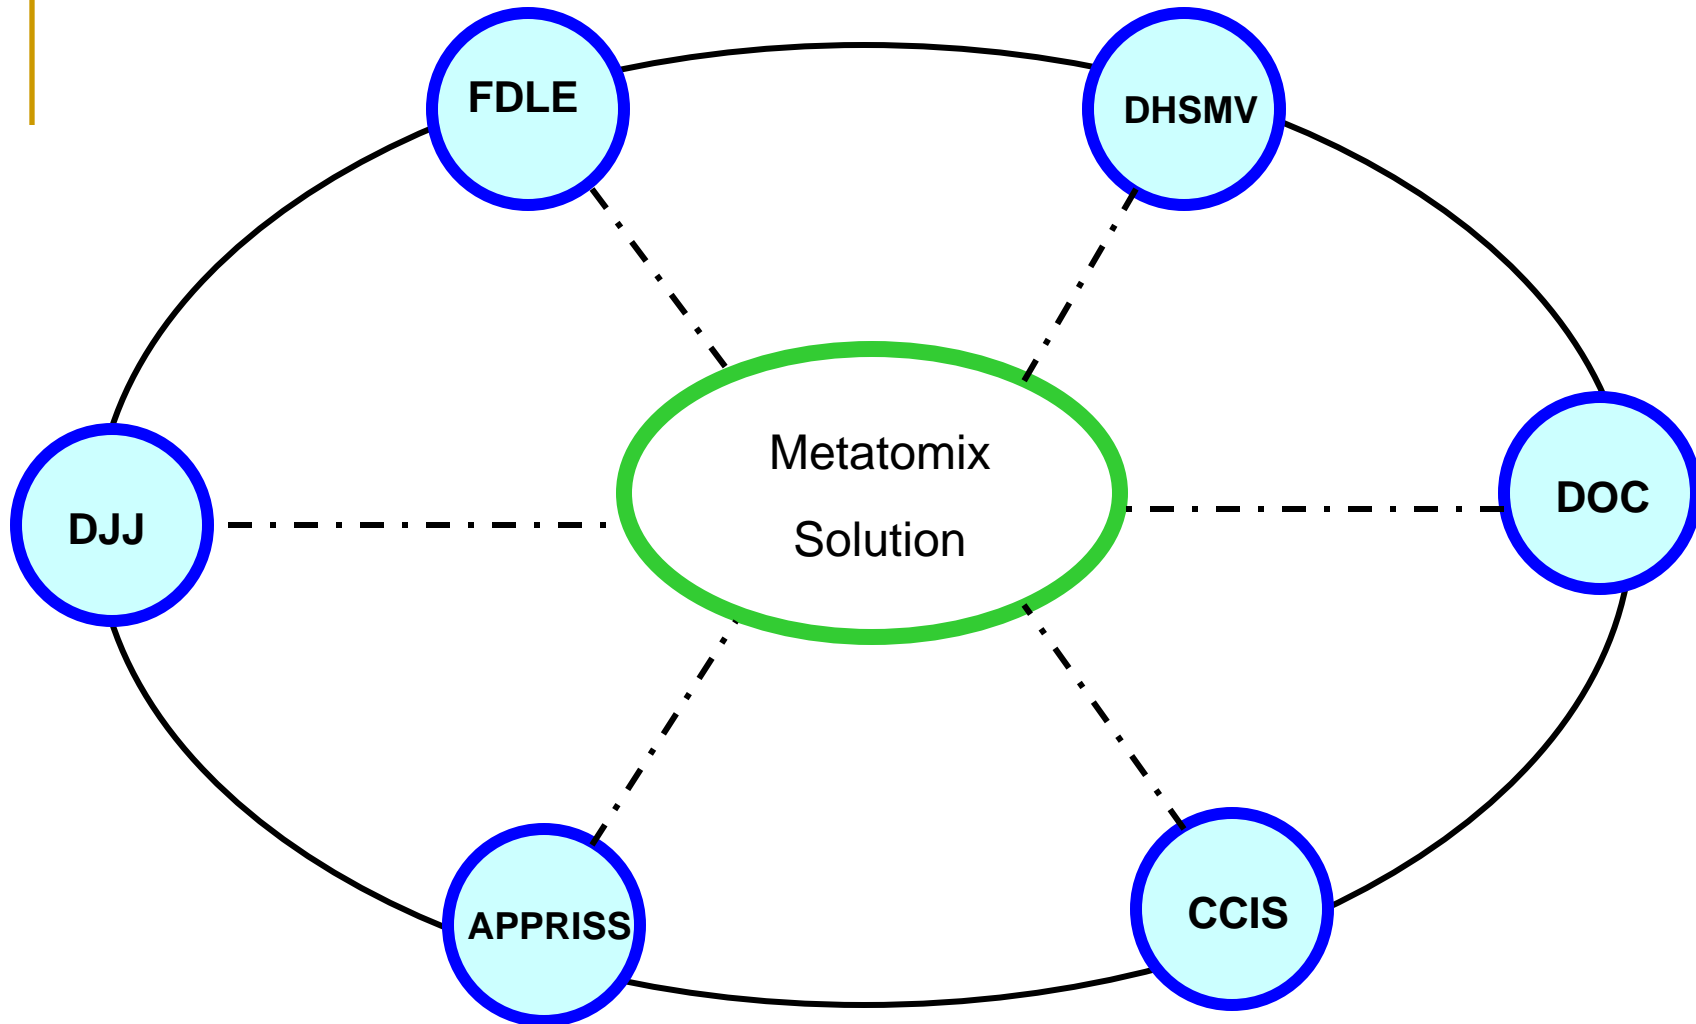 FDLE
DHSMV
Metatomix
Solution
DJJ
DOC
APPRISS
CCIS